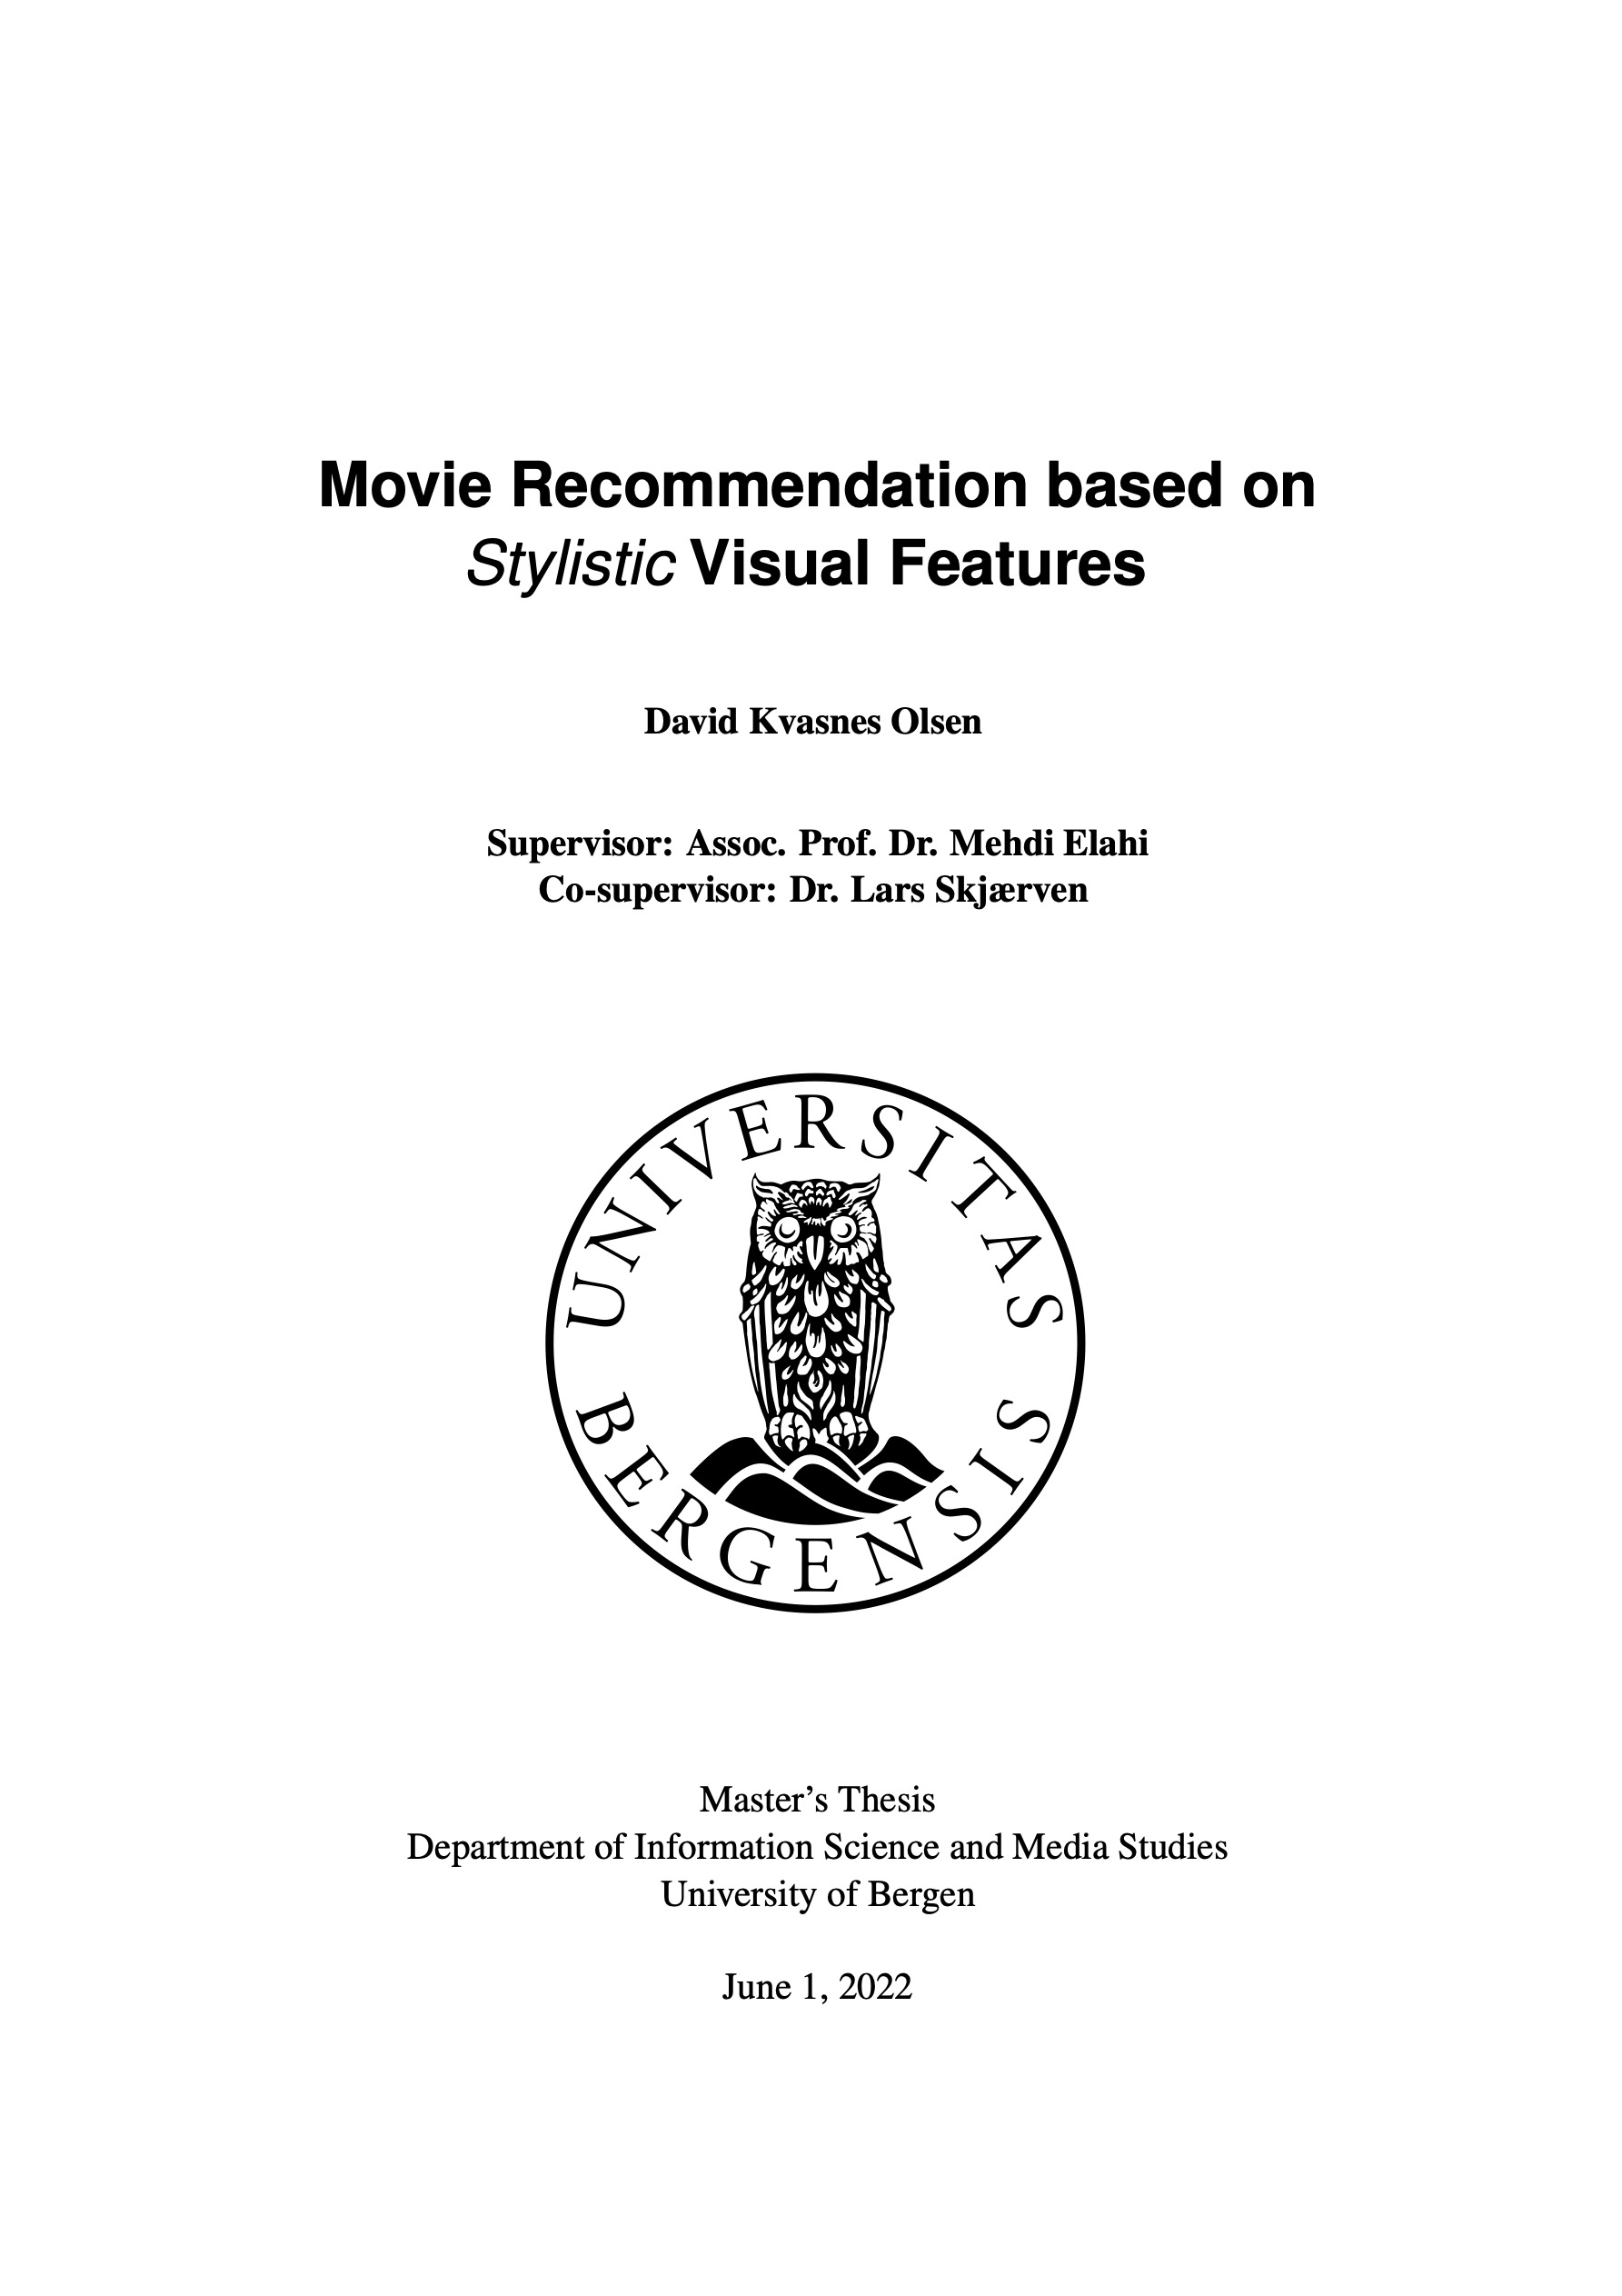 Movie Recommendation based on
Stylistic Visual Features
David Kvasnes Olsen
Supervisor: Assoc. Prof. Dr. Mehdi Elahi
Co-supervisor: Dr. Lars Skjærven
UNIVERSITAS
BERGENSIS
Master's Thesis
Department of Information Science and Media Studies
University of Bergen
June 1, 2022